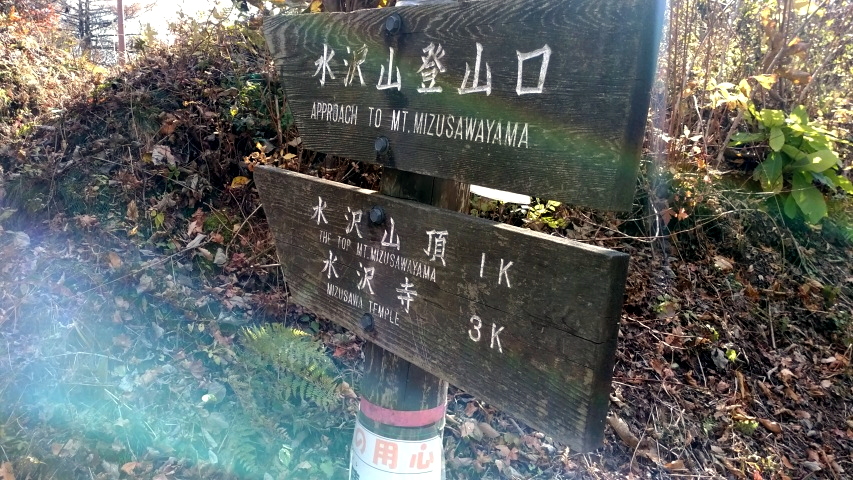 水沢山登山口
APPROACH TO MT.MIZUSAWAYAMA
水沢山頂 1K
THE TOP MT.MIZUSAWAYAMA
水沢寺 3K
MIZUSAWA TEMPLE
の用心